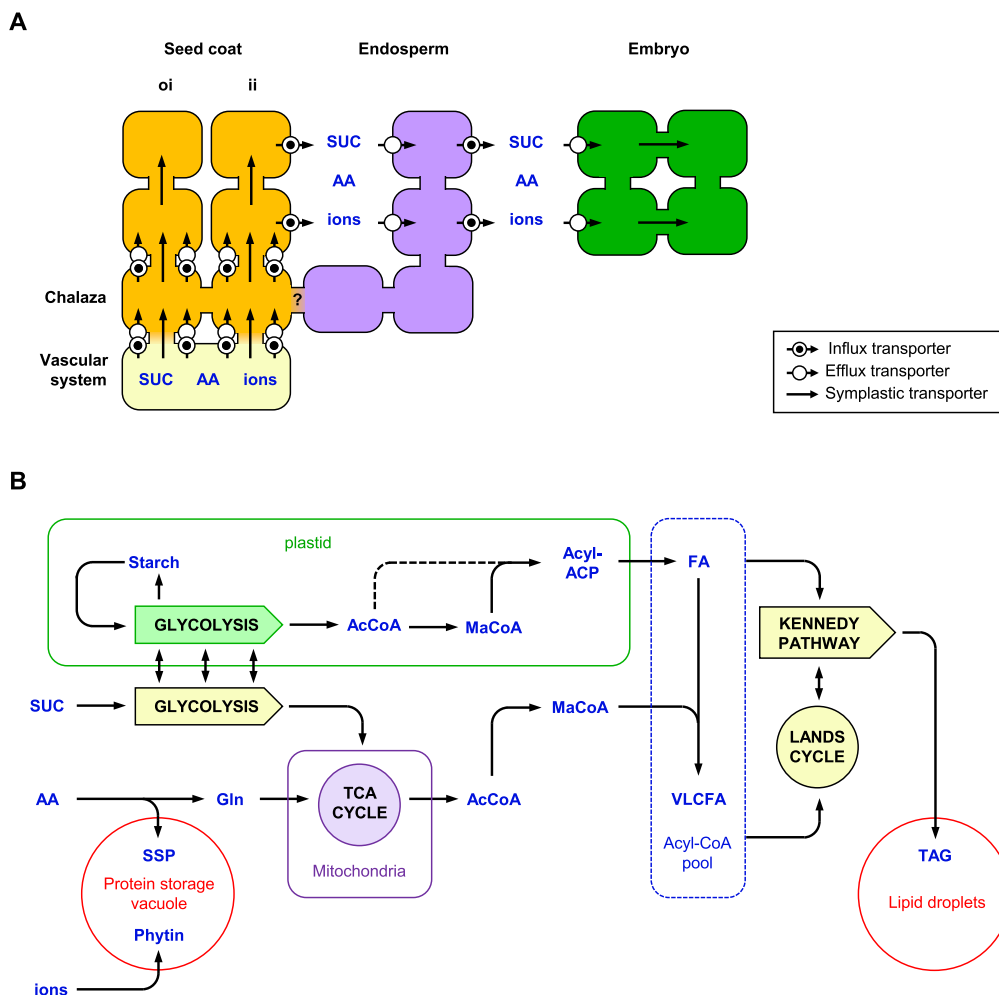 A
Seed coat
Endosperm
Embryo
oi
ii
SUC
SUC
AA
AA
ions
ions
Chalaza
?
Vascular
system
SUC
AA
ions
Influx transporter
Efflux transporter
Symplastic transporter
B
plastid
Starch
Acyl-
ACP
FA
GLYCOLYSIS
AcCoA
MaCoA
KENNEDY
PATHWAY
SUC
GLYCOLYSIS
MaCoA
LANDS
CYCLE
AA
Gln
TCA
CYCLE
AcCoA
VLCFA
SSP
Mitochondria
Acyl-CoA
pool
TAG
Protein storage
vacuole
Lipid droplets
Phytin
ions